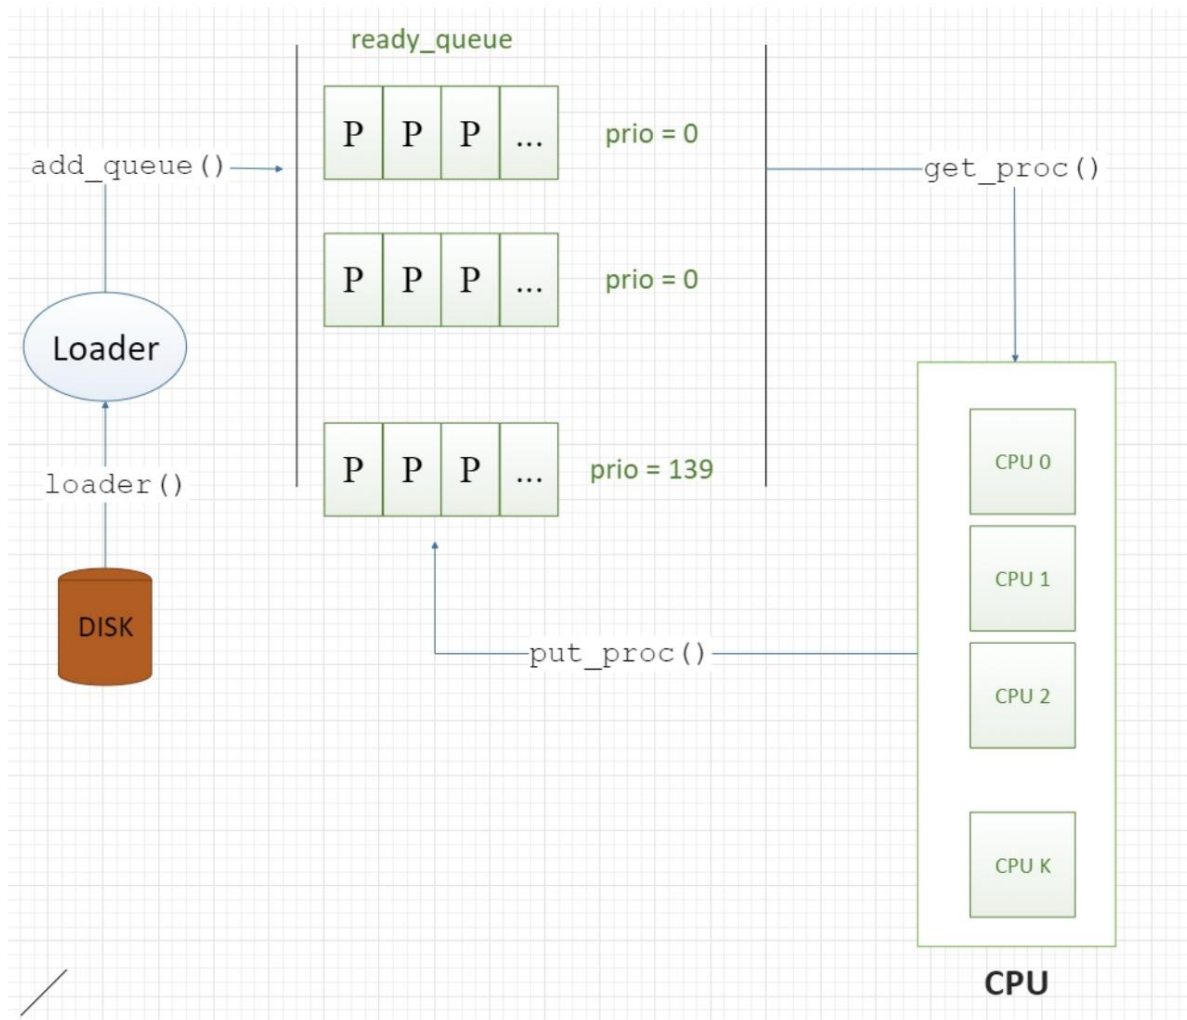 ready_queue
P P P ... prio = 0
add_queue()
get_proc()
P P P ... prio = 0
Loader
P P P ... prio = 139
loader()
DISK
put_proc()
CPU 0
CPU 1
CPU 2
CPU K
CPU